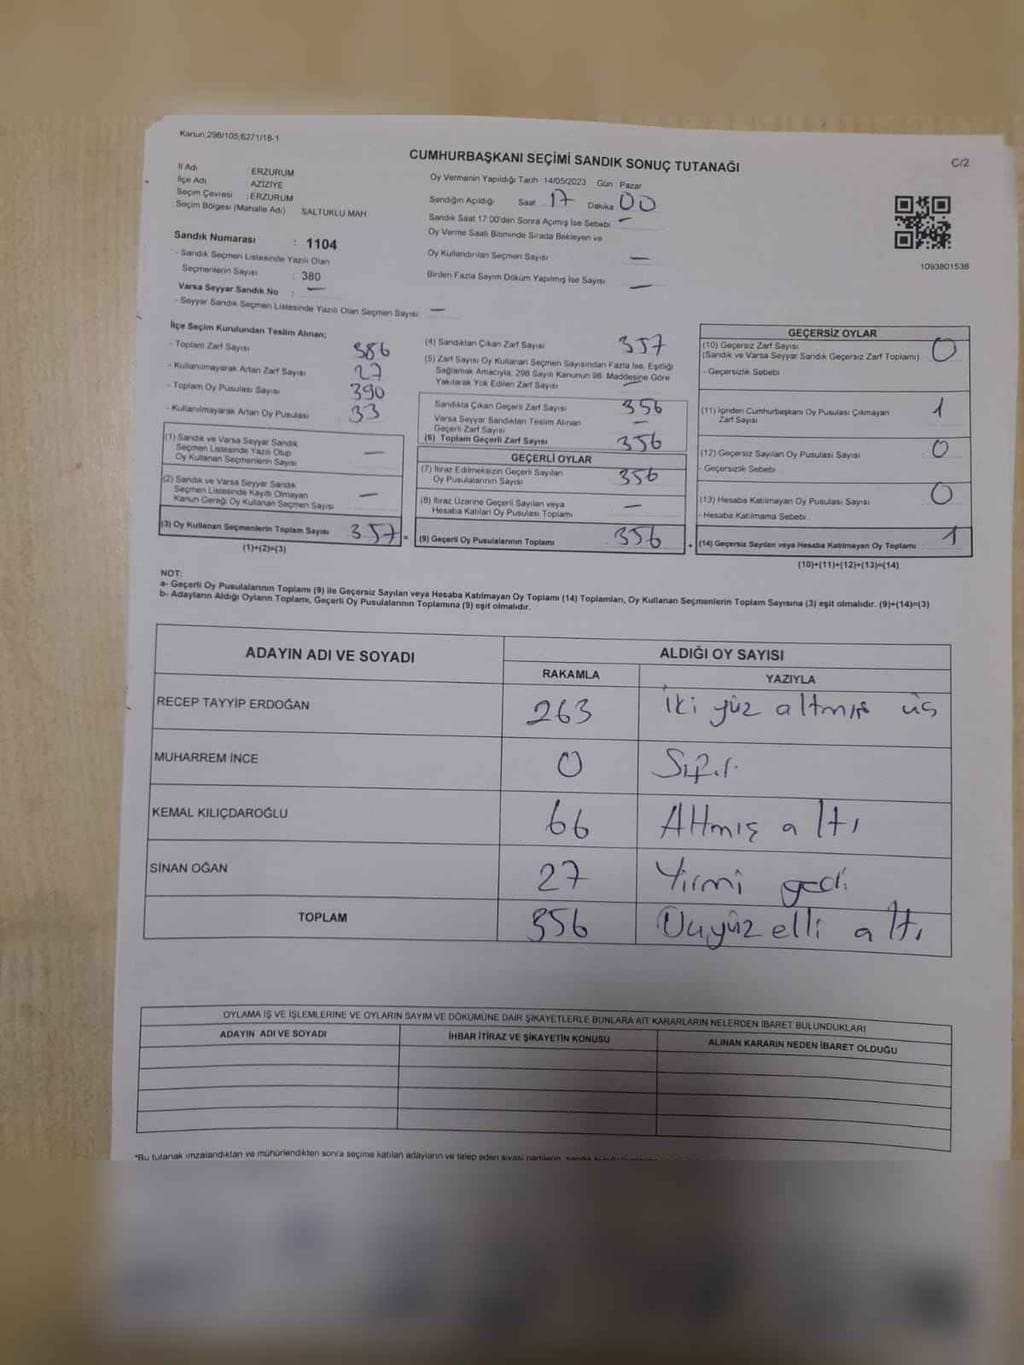 Kanun,298/105,6271/18-1
CUMHURBAŞKANI SEÇİMİ SANDIK SONUÇ TUTANAĞI
C/2
İl Adı ERZURUM
İlçe Adı AZİZİYE
Seçim Çevresi : ERZURUM
Seçim Bölgesi (Mahalle Adı) SALTUKLU MAH
Oy Vermenin Yapıldığı Tarih :14/05/2023 Gün : Pazar
Sandığın Açıldığı Saat 17 Dakika 00
Sandık Saat 17:00'den Sonra Açımış İse Sebebi –
Oy Verme Saati Bitiminde Sırada Bekleyen ve
Oy Kullandırılan Seçmen Sayısı —
Birden Fazla Sayım Döküm Yapılmış İse Sayısı —
1093801536
Sandık Numarası : 1104
- Sandık Seçmen Listesinde Yazılı Olan
Seçmenlerin Sayısı : 380
Varsa Seyyar Sandık No : —
- Seyyar Sandık Seçmen Listesinde Yazılı Olan Seçmen Sayısı —
İlçe Seçim Kurulundan Teslim Alınan;
- Toplam Zarf Sayısı 386
- Kullanılmayarak Artan Zarf Sayısı 27
- Toplam Oy Pusulası Sayısı 390
- Kullanılmayarak Artan Oy Pusulası 33
(1) Sandık ve Varsa Seyyar Sandık
Seçmen Listesinde Yazılı Olup
Oy Kullanan Seçmenlerin Sayısı —
(2) Sandık ve Varsa Seyyar Sandık
Seçmen Listesinde Kayıtlı Olmayan
Kanun Gereği Oy Kullanan Seçmen Sayısı —
(3) Oy Kullanan Seçmenlerin Toplam Sayısı 357
(1)+(2)=(3)
(4) Sandıktan Çıkan Zarf Sayısı 357
(5) Zarf Sayısı Oy Kullanan Seçmen Sayısından Fazla İse, Eşitliği
Sağlamak Amacıyla, 298 Sayılı Kanunun 98. Maddesine Göre
Yakılarak Yok Edilen Zarf Sayısı —
Sandıkta Çıkan Geçerli Zarf Sayısı 356
Varsa Seyyar Sandıktan Teslim Alınan
Geçerli Zarf Sayısı —
(6) Toplam Geçerli Zarf Sayısı 356
GEÇERLİ OYLAR
(7) İtiraz Edilmeksizin Geçerli Sayılan
Oy Pusulalarının Sayısı 356
(8) İtiraz Üzerine Geçerli Sayılan veya
Hesaba Katılan Oy Pusulası Toplamı —
= (9) Geçerli Oy Pusulalarının Toplamı 356
GEÇERSİZ OYLAR
(10) Geçersiz Zarf Sayısı 0
(Sandık ve Varsa Seyyar Sandık Geçersiz Zarf Toplamı)
- Geçersizlik Sebebi
(11) İçinden Cumhurbaşkanı Oy Pusulası Çıkmayan 1
Zarf Sayısı
(12) Geçersiz Sayılan Oy Pusulası Sayısı 0
- Geçersizlik Sebebi
(13) Hesaba Katılmayan Oy Pusulası Sayısı 0
- Hesaba Katılmama Sebebi
+ (14) Geçersiz Sayılan veya Hesaba Katılmayan Oy Toplamı 1
(10)+(11)+(12)+(13)=(14)
NOT:
a- Geçerli Oy Pusulalarının Toplamı (9) ile Geçersiz Sayılan veya Hesaba Katılmayan Oy Toplamı (14) Toplamları, Oy Kullanan Seçmenlerin Toplam Sayısına (3) eşit olmalıdır. (9)+(14)=(3)
b- Adayların Aldığı Oyların Toplamı, Geçerli Oy Pusulalarının Toplamına (9) eşit olmalıdır.
ADAYIN ADI VE SOYADI ALDIĞI OY SAYISI
RAKAMLA YAZIYLA
RECEP TAYYİP ERDOĞAN 263 iki yüz altmış üç
MUHARREM İNCE 0 Sıfır
KEMAL KILIÇDAROĞLU 66 Altmış altı
SİNAN OĞAN 27 Yirmi yedi
TOPLAM 356 Üçyüz elli altı
OYLAMA İŞ VE İŞLEMLERİNE VE OYLARIN SAYIM VE DÖKÜMÜNE DAİR ŞİKAYETLERLE BUNLARA AİT KARARLARIN NELERDEN İBARET BULUNDUKLARI
ADAYIN ADI VE SOYADI İHBAR İTİRAZ VE ŞİKAYETİN KONUSU ALINAN KARARIN NEDEN İBARET OLDUĞU
*Bu tutanak imzalandıktan ve mühürlendikten sonra seçime katılan adayların ve talep eden siyasi partilerin,